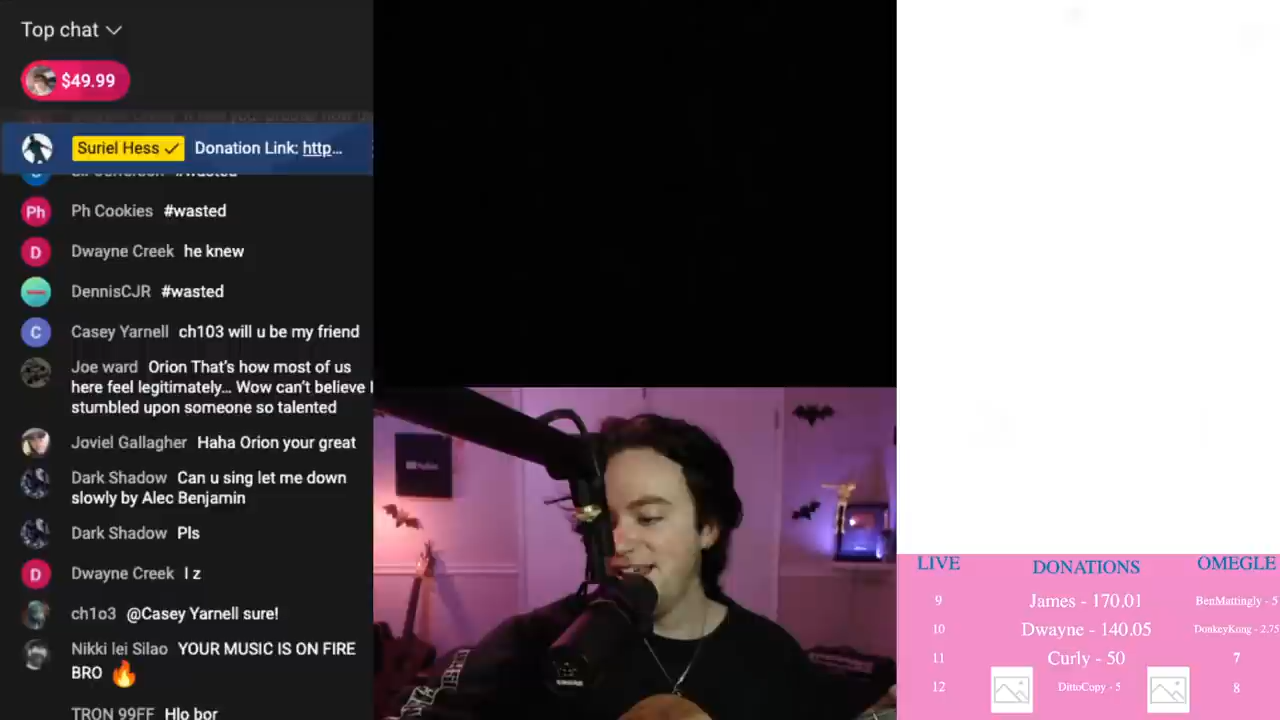 Top chat
$49.99
Suriel Hess Donation Link: http...
#wasted
Ph Cookies #wasted
Dwayne Creek he knew
DennisCJR #wasted
Casey Yarnell ch103 will u be my friend
Joe ward Orion That's how most of us
here feel legitimately... Wow can't believe I
stumbled upon someone so talented
Joviel Gallagher Haha Orion your great
Dark Shadow Can u sing let me down
slowly by Alec Benjamin
Dark Shadow Pls
Dwayne Creek I z
ch1o3 @Casey Yarnell sure!
Nikki lei Silao YOUR MUSIC IS ON FIRE
BRO 🔥
TRON 99FF Hlo bor
LIVE DONATIONS OMEGLE
9 James - 170.01 BenMattingly - 5
10 Dwayne - 140.05 DonkeyKong - 2.75
11 Curly - 50 7
12 DittoCopy - 5 8